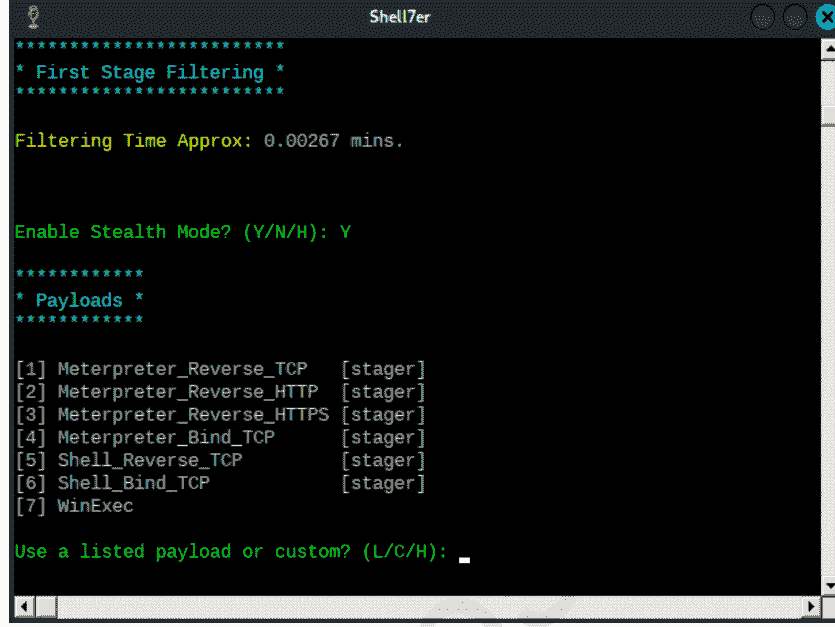 Shell7er
*************************
* First Stage Filtering *
*************************
Filtering Time Approx: 0.00267 mins.
Enable Stealth Mode? (Y/N/H): Y
************
* Payloads *
************
[1] Meterpreter_Reverse_TCP [stager]
[2] Meterpreter_Reverse_HTTP [stager]
[3] Meterpreter_Reverse_HTTPS [stager]
[4] Meterpreter_Bind_TCP [stager]
[5] Shell_Reverse_TCP [stager]
[6] Shell_Bind_TCP [stager]
[7] WinExec
Use a listed payload or custom? (L/C/H):